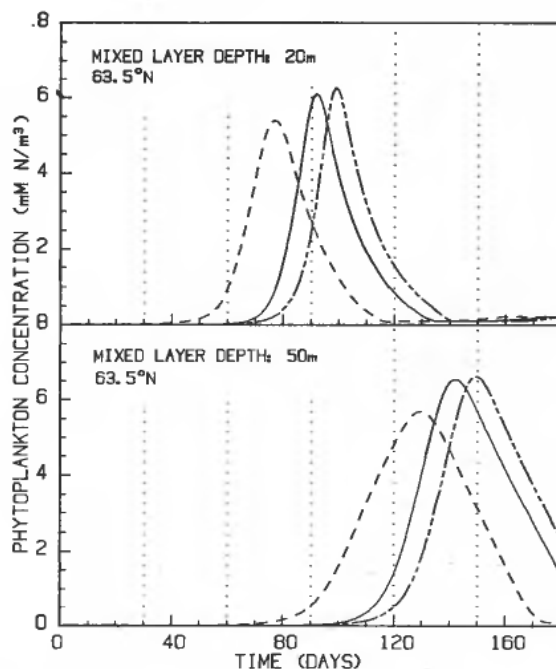 .8
MIXED LAYER DEPTH: 20m
63.5°N
6
4
2
8
MIXED LAYER DEPTH: 50m
63.5°N
6
4
2
0
0 40 80 120 160
TIME (DAYS)
PHYTOPLANKTON CONCENTRATION (mM N/m³)